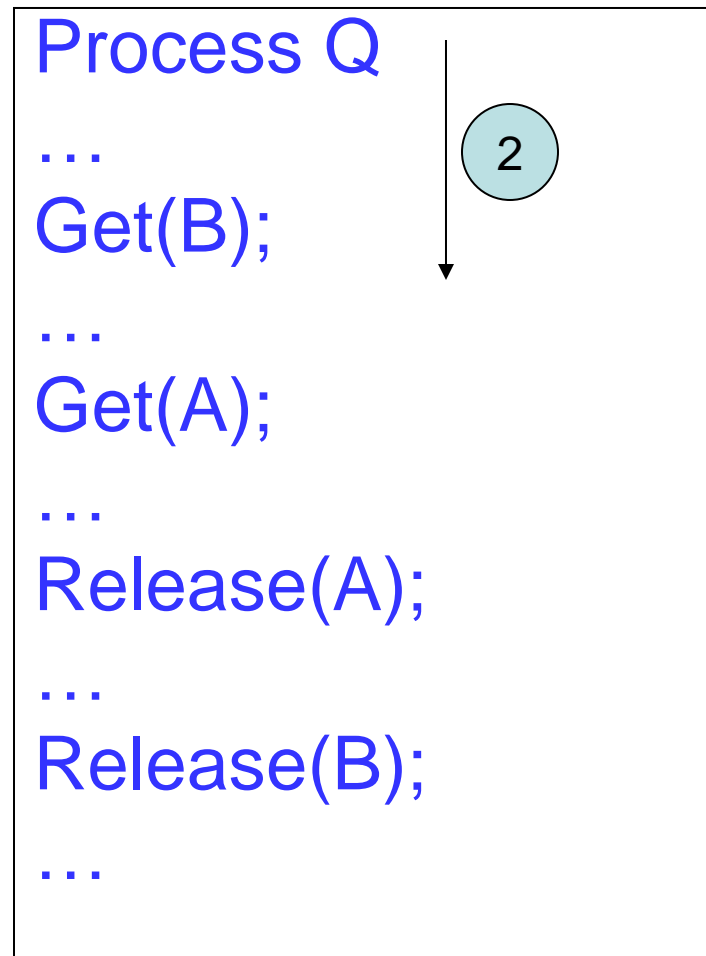 Process Q
2
…
Get(B);
…
Get(A);
…
Release(A);
…
Release(B);
…